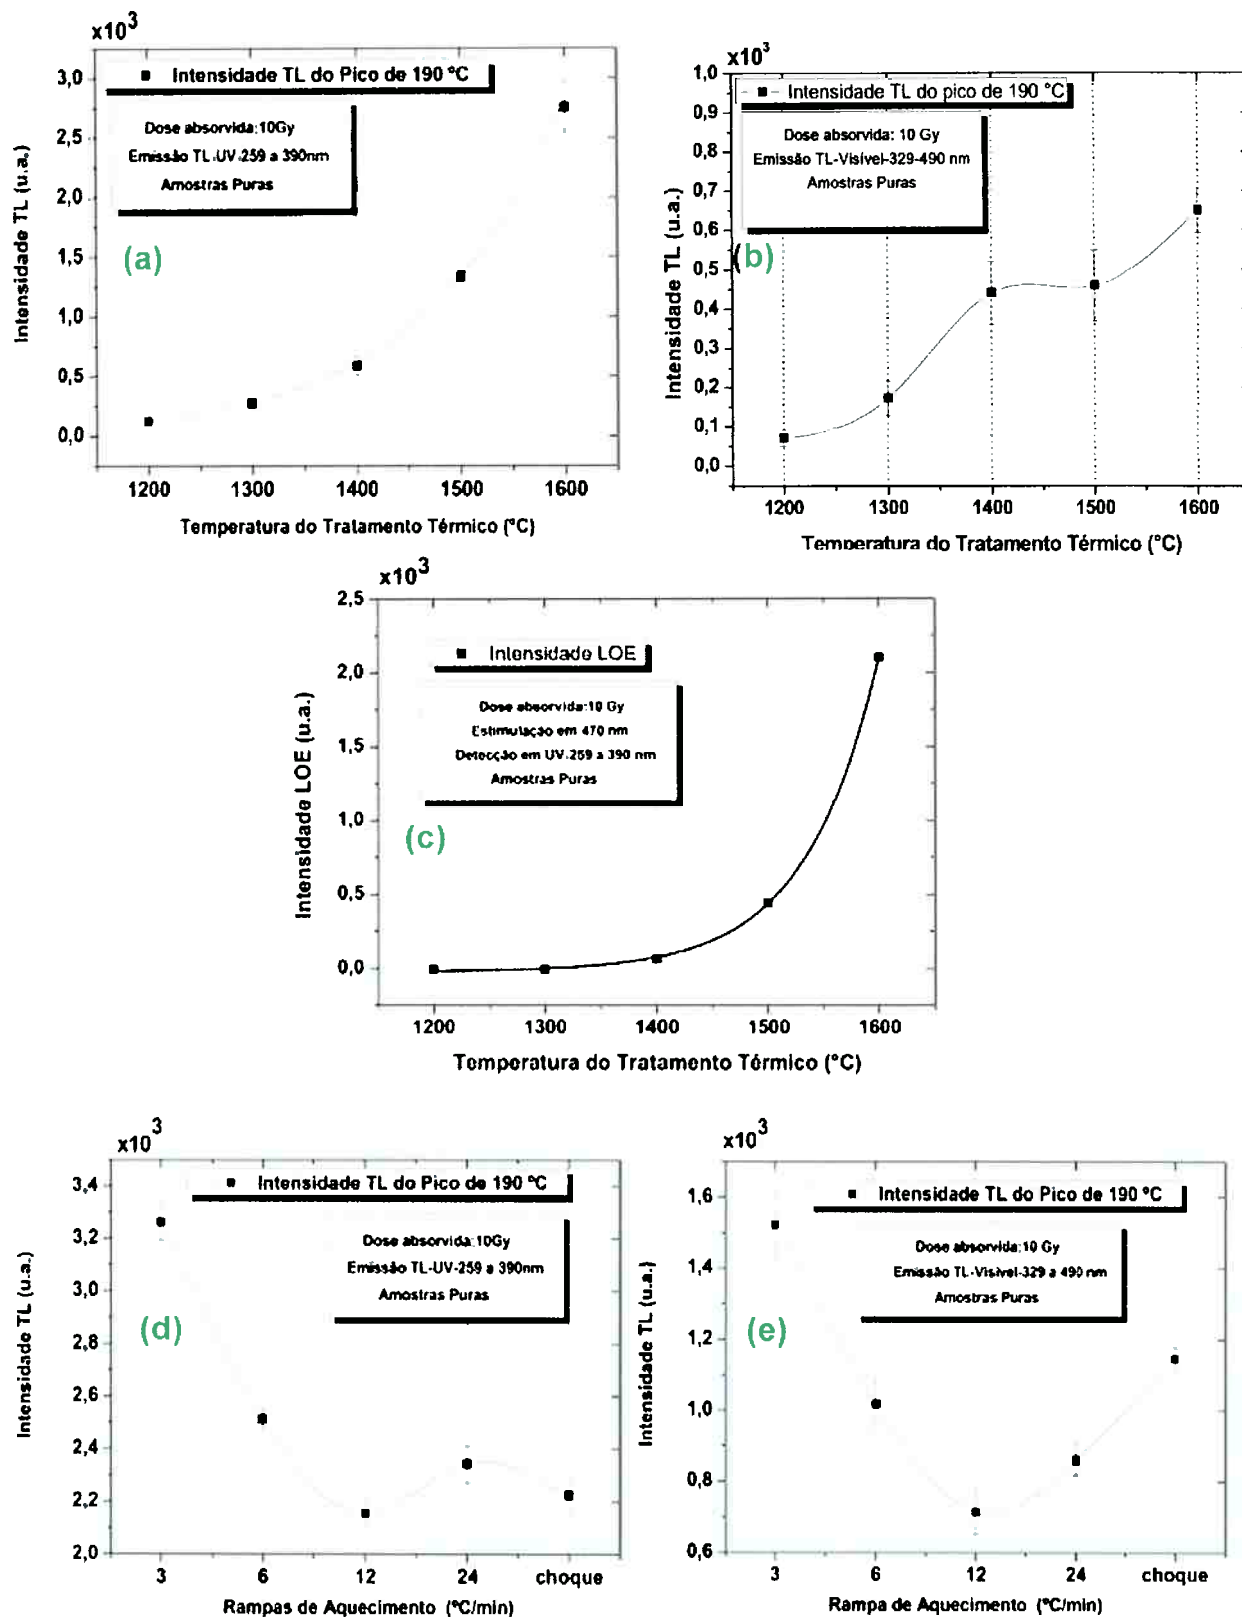 x10³
3,0
2,5
2,0
1,5
1,0
0,5
0,0
Intensidade TL (u.a.)
Intensidade TL do Pico de 190 °C
Dose absorvida:10Gy
Emissão TL-UV-259 a 390nm
Amostras Puras
(a)
1200 1300 1400 1500 1600
Temperatura do Tratamento Térmico (°C)
x10³
1,0
0,9
0,8
0,7
0,6
0,5
0,4
0,3
0,2
0,1
0,0
Intensidade TL (u.a.)
Intensidade TL do pico de 190 °C
Dose absorvida: 10 Gy
Emissão TL-Visível-329-490 nm
Amostras Puras
(b)
1200 1300 1400 1500 1600
Temperatura do Tratamento Térmico (°C)
x10³
2,5
2,0
1,5
1,0
0,5
0,0
Intensidade LOE (u.a.)
Intensidade LOE
Dose absorvida:10 Gy
Estimulação em 470 nm
Detecção em UV-259 a 390 nm
Amostras Puras
(c)
1200 1300 1400 1500 1600
Temperatura do Tratamento Térmico (°C)
x10³
3,4
3,2
3,0
2,8
2,6
2,4
2,2
2,0
Intensidade TL (u.a.)
Intensidade TL do Pico de 190 °C
Dose absorvida:10Gy
Emissão TL-UV-259 a 390nm
Amostras Puras
(d)
3 6 12 24 choque
Rampas de Aquecimento (°C/min)
x10³
1,6
1,4
1,2
1,0
0,8
0,6
Intensidade TL (u.a.)
Intensidade TL do Pico de 190 °C
Dose absorvida:10 Gy
Emissão TL-Visível-329 a 490 nm
Amostras Puras
(e)
3 6 12 24 choque
Rampa de Aquecimento (°C/min)